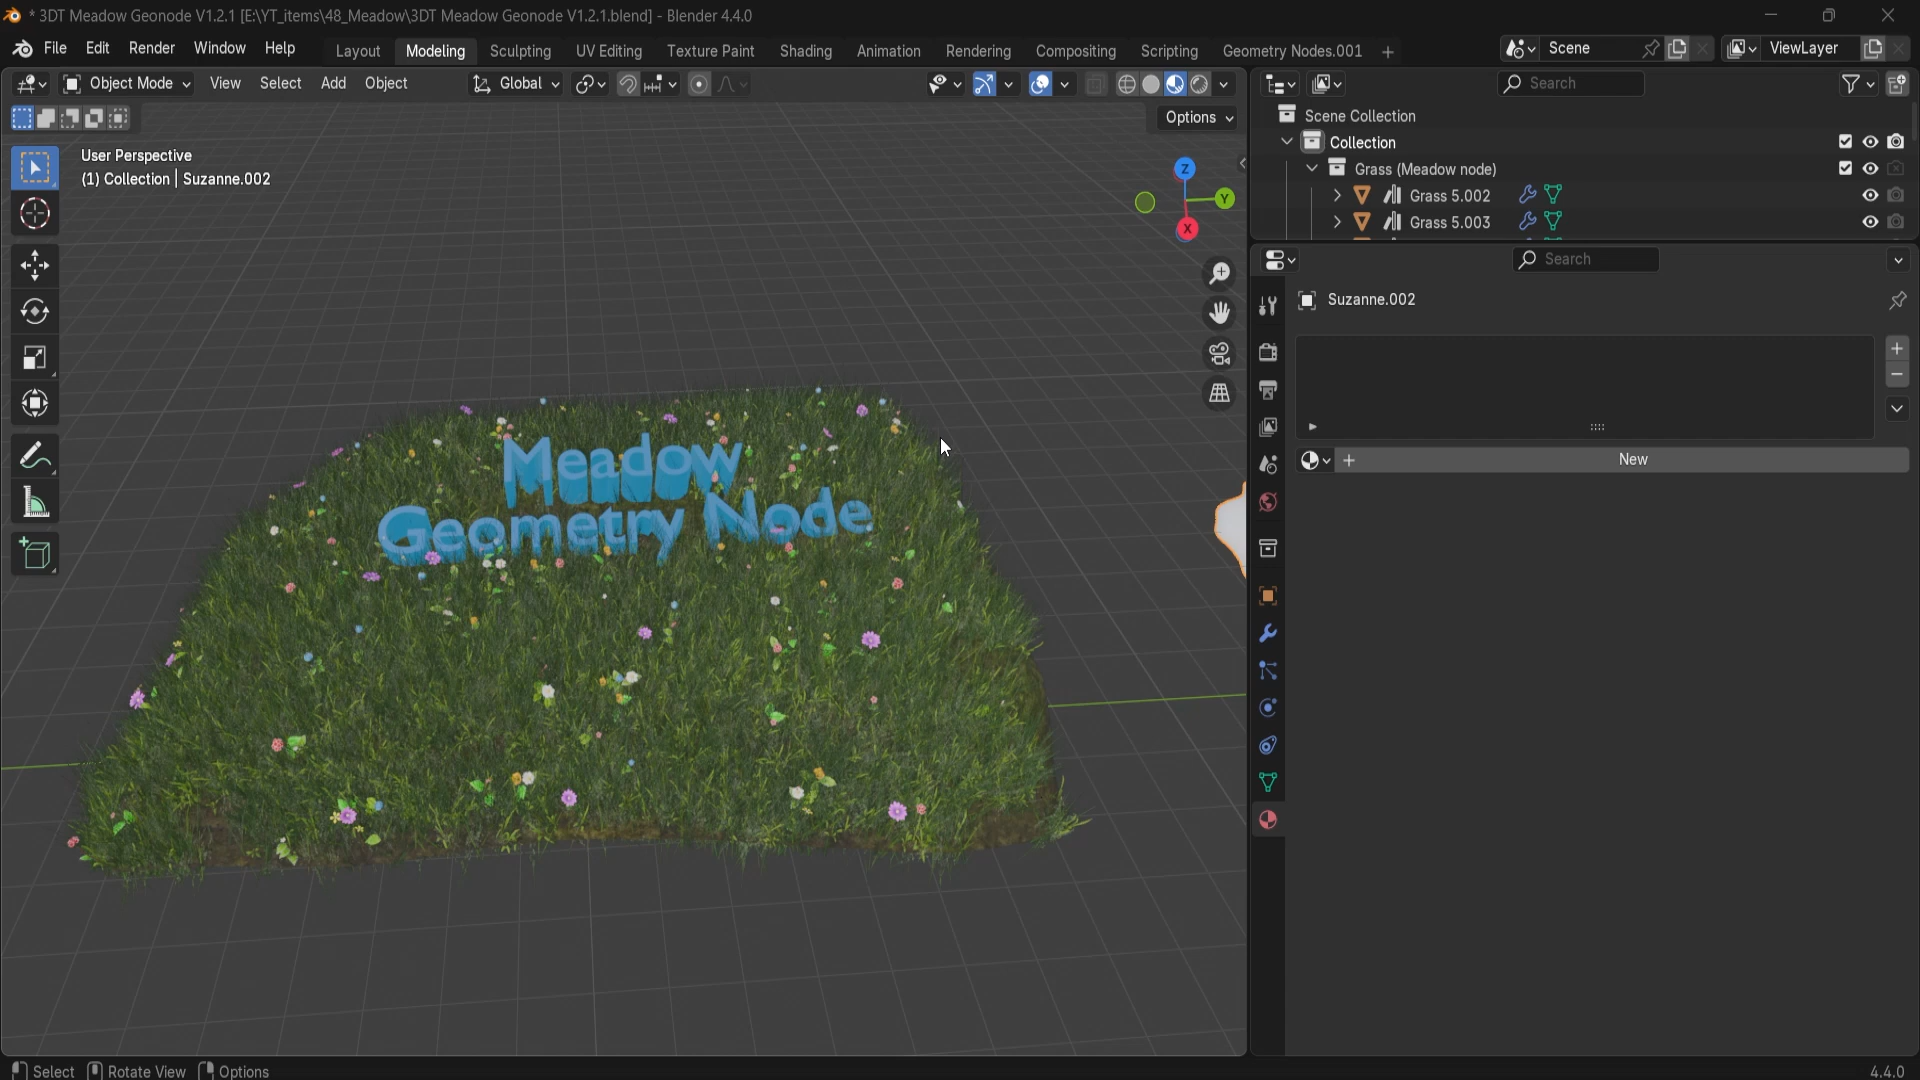 * 3DT Meadow Geonode V1.2.1 [E:\YT_items\48_Meadow\3DT Meadow Geonode V1.2.1.blend] - Blender 4.4.0
File Edit Render Window Help Layout Modeling Sculpting UV Editing Texture Paint Shading Animation Rendering Compositing Scripting Geometry Nodes.001 + Scene ViewLayer
Object Mode View Select Add Object Global Search
Options
Scene Collection
Collection
Grass (Meadow node)
Grass 5.002
Grass 5.003
User Perspective
(1) Collection | Suzanne.002
Z
Y
X
Search
Suzanne.002
New
Meadow
Geometry Node
Select Rotate View Options 4.4.0